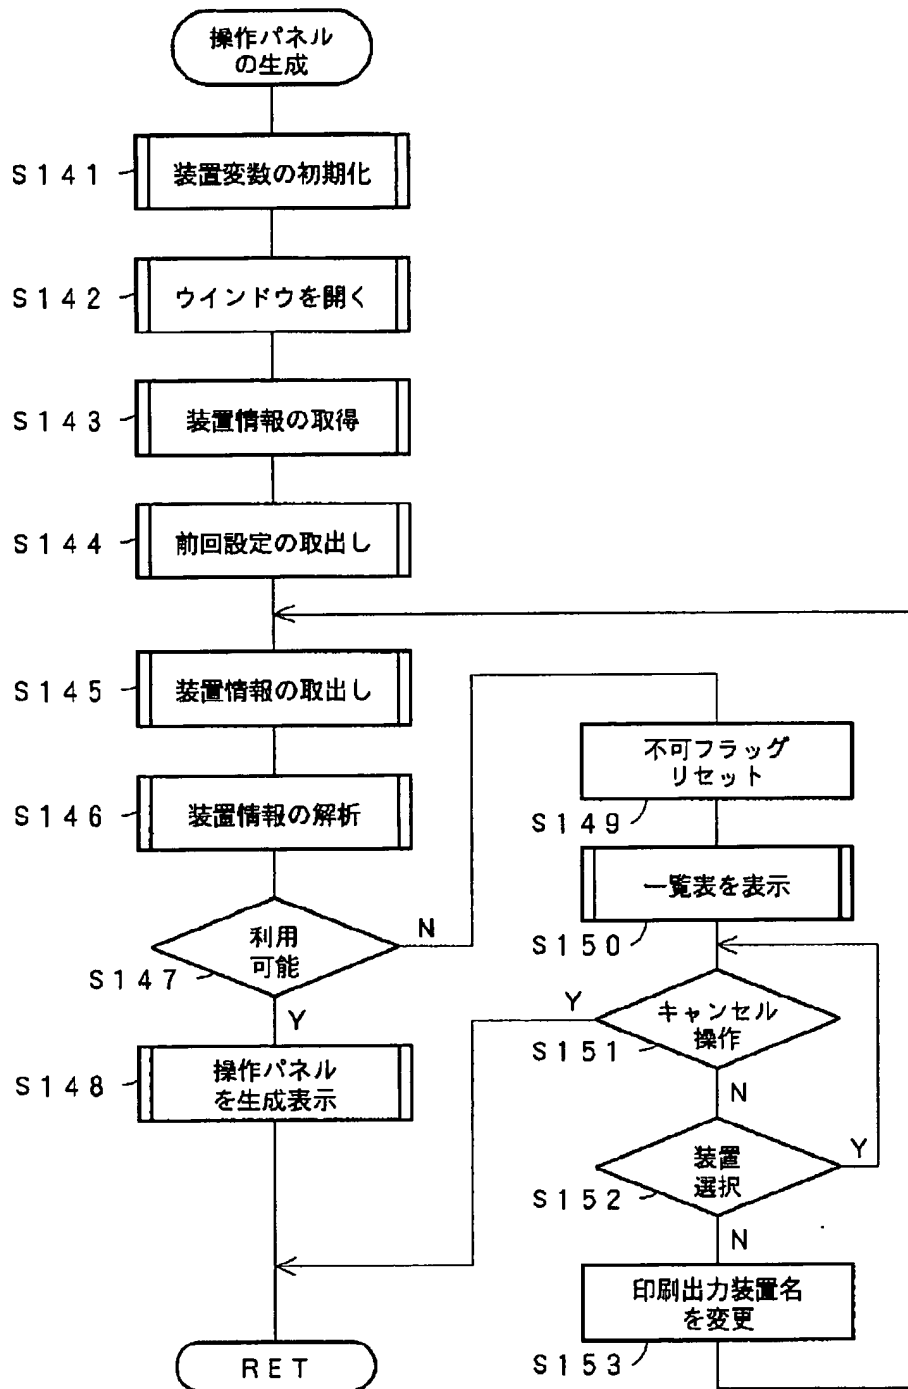 操作パネル
の生成
S141
装置変数の初期化
S142
ウインドウを開く
S143
装置情報の取得
S144
前回設定の取出し
S145
装置情報の取出し
S146
装置情報の解析
S147
利用
可能
N
Y
S148
操作パネル
を生成表示
不可フラッグ
リセット
S149
一覧表を表示
S150
Y
キャンセル
操作
S151
N
装置
選択
Y
S152
N
印刷出力装置名
を変更
S153
RET